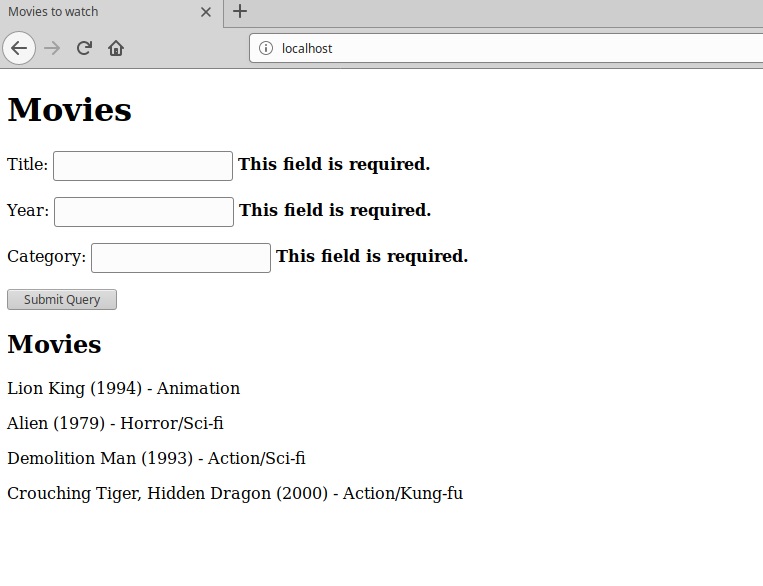 Movies to watch
localhost
Movies
Title: This field is required.
Year: This field is required.
Category: This field is required.
Submit Query
Movies
Lion King (1994) - Animation
Alien (1979) - Horror/Sci-fi
Demolition Man (1993) - Action/Sci-fi
Crouching Tiger, Hidden Dragon (2000) - Action/Kung-fu